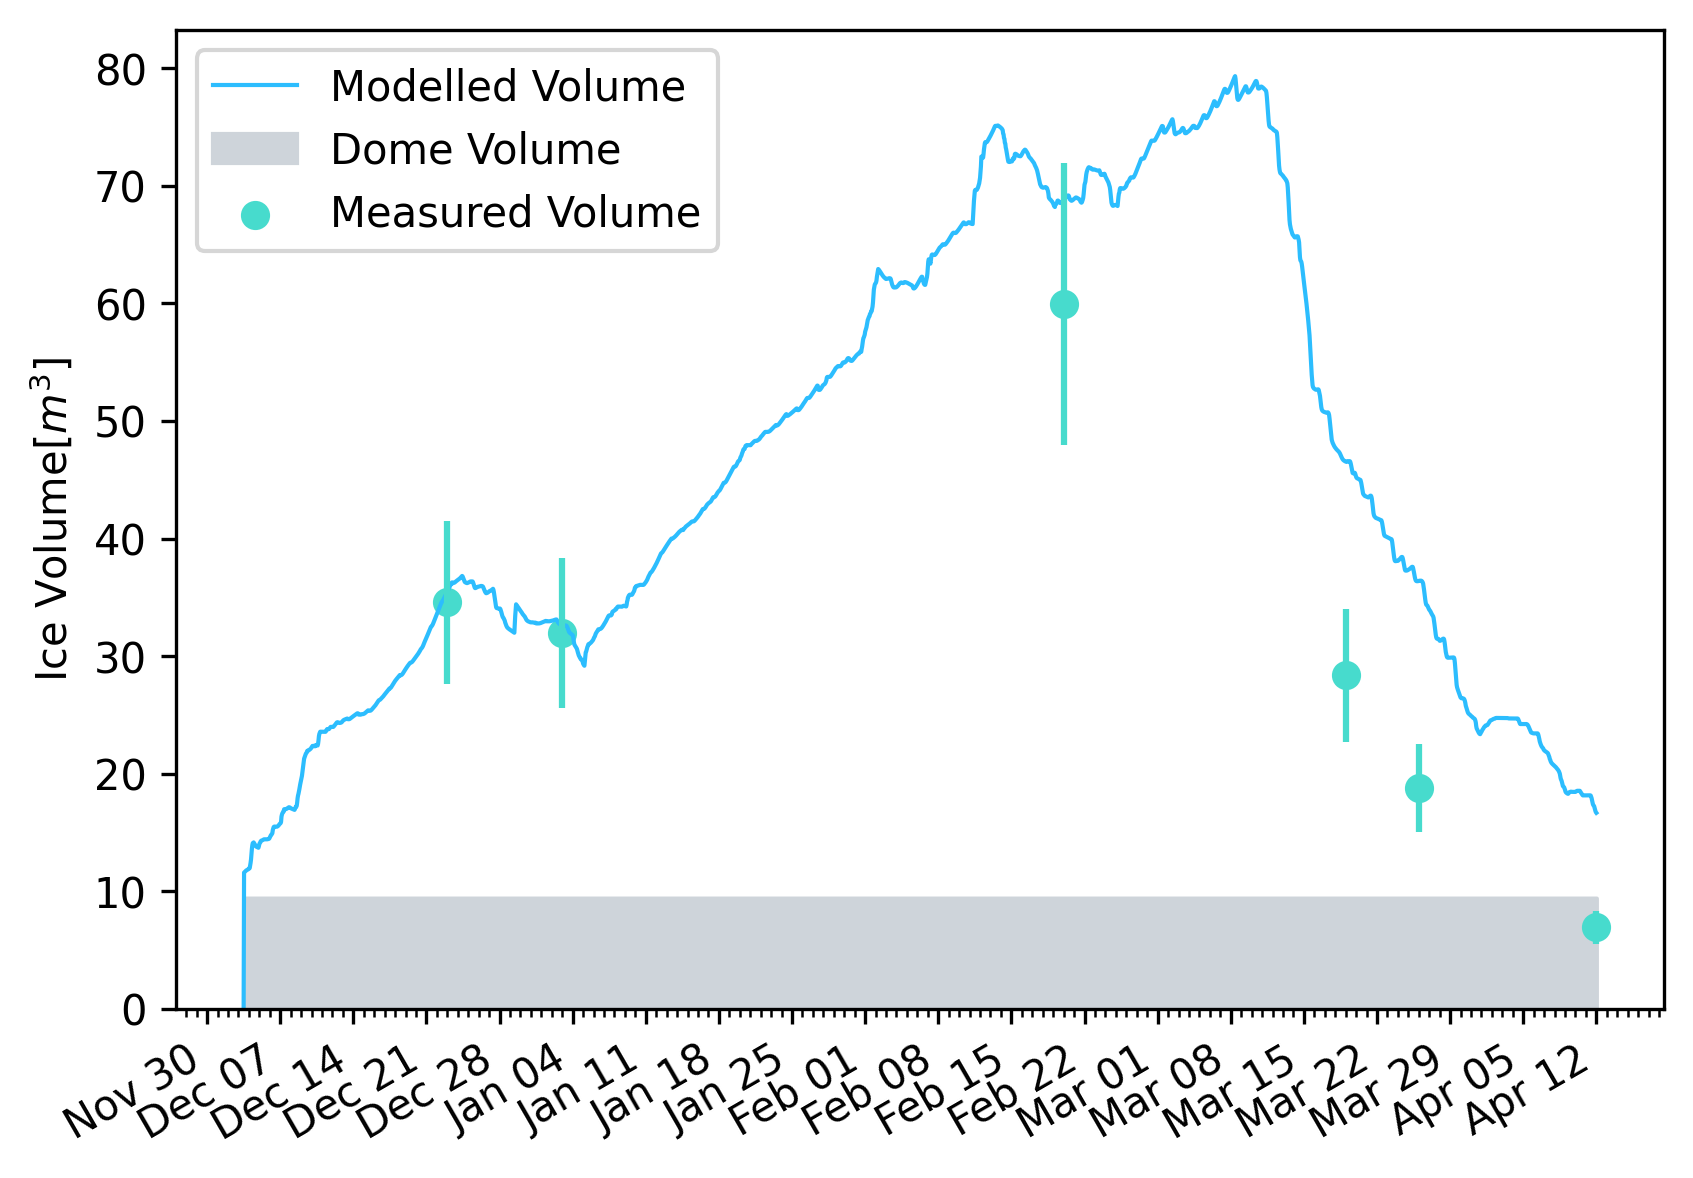 80
70
60
50
40
30
20
10
0
Ice Volume[m³]
Modelled Volume
Dome Volume
Measured Volume
Nov 30
Dec 07
Dec 14
Dec 21
Dec 28
Jan 04
Jan 11
Jan 18
Jan 25
Feb 01
Feb 08
Feb 15
Feb 22
Mar 01
Mar 08
Mar 15
Mar 22
Mar 29
Apr 05
Apr 12